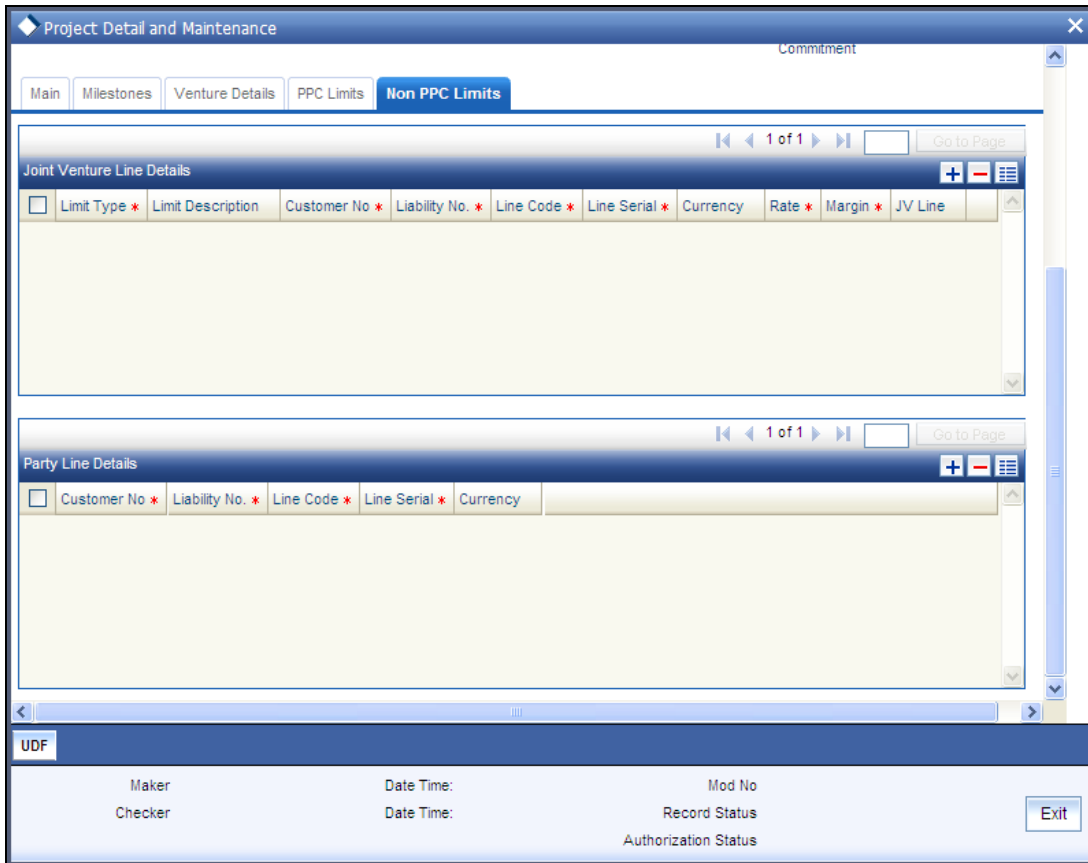 Project Detail and Maintenance
Commitment
Main Milestones Venture Details PPC Limits Non PPC Limits
1 of 1 Go to Page
Joint Venture Line Details
Limit Type * Limit Description Customer No * Liability No. * Line Code * Line Serial * Currency Rate * Margin * JV Line
1 of 1 Go to Page
Party Line Details
Customer No * Liability No. * Line Code * Line Serial * Currency
UDF
Maker Date Time: Mod No
Checker Date Time: Record Status
Authorization Status
Exit